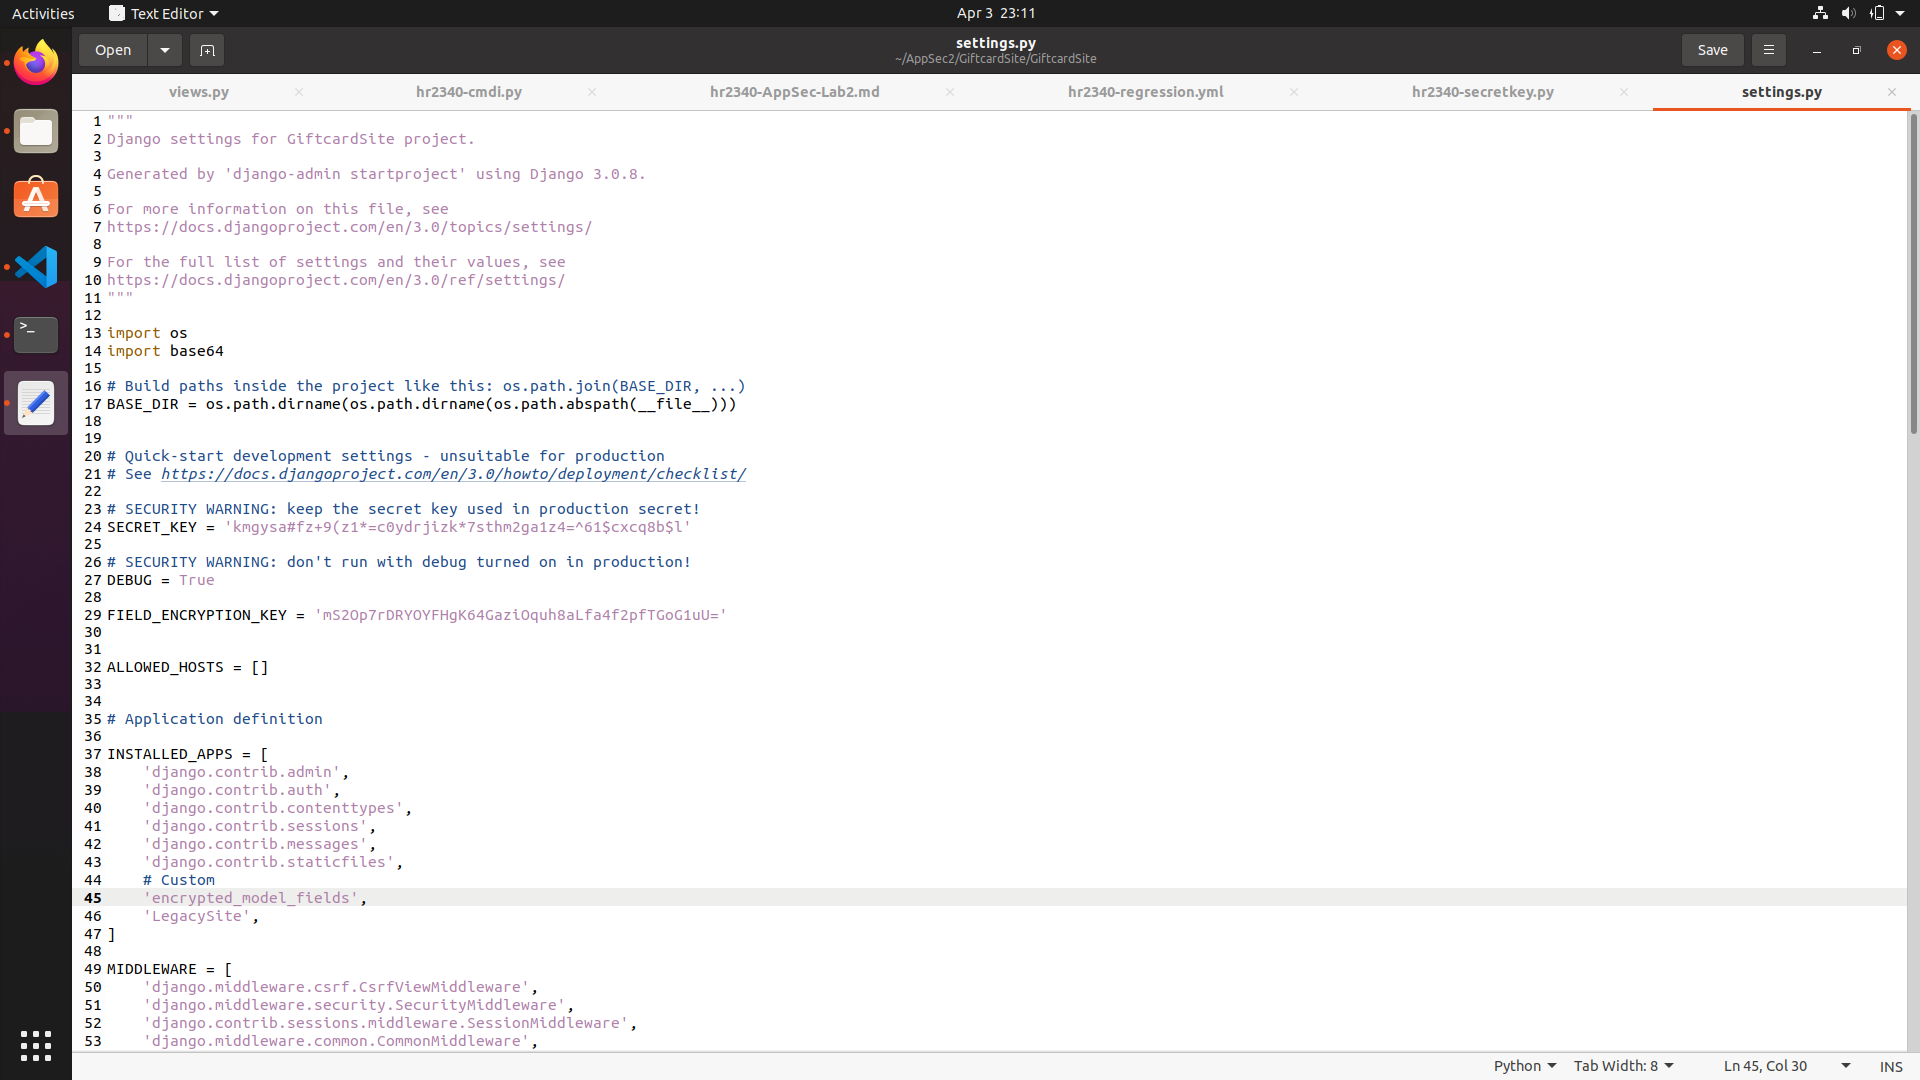 Activities Text Editor Apr 3 23:11
Open settings.py Save
~/AppSec2/GiftcardSite/GiftcardSite
views.py hr2340-cmdi.py hr2340-AppSec-Lab2.md hr2340-regression.yml hr2340-secretkey.py settings.py
1 """
2 Django settings for GiftcardSite project.
3
4 Generated by 'django-admin startproject' using Django 3.0.8.
5
6 For more information on this file, see
7 https://docs.djangoproject.com/en/3.0/topics/settings/
8
9 For the full list of settings and their values, see
10 https://docs.djangoproject.com/en/3.0/ref/settings/
11 """
12
13 import os
14 import base64
15
16 # Build paths inside the project like this: os.path.join(BASE_DIR, ...)
17 BASE_DIR = os.path.dirname(os.path.dirname(os.path.abspath(__file__)))
18
19
20 # Quick-start development settings - unsuitable for production
21 # See https://docs.djangoproject.com/en/3.0/howto/deployment/checklist/
22
23 # SECURITY WARNING: keep the secret key used in production secret!
24 SECRET_KEY = 'kmgysa#fz+9(z1*=c0ydrjizk*7sthm2ga1z4=^61$cxcq8b$l'
25
26 # SECURITY WARNING: don't run with debug turned on in production!
27 DEBUG = True
28
29 FIELD_ENCRYPTION_KEY = 'mS2Op7rDRYOYFHgK64GaziOquh8aLfa4f2pfTGoG1uU='
30
31
32 ALLOWED_HOSTS = []
33
34
35 # Application definition
36
37 INSTALLED_APPS = [
38     'django.contrib.admin',
39     'django.contrib.auth',
40     'django.contrib.contenttypes',
41     'django.contrib.sessions',
42     'django.contrib.messages',
43     'django.contrib.staticfiles',
44     # Custom
45     'encrypted_model_fields',
46     'LegacySite',
47 ]
48
49 MIDDLEWARE = [
50     'django.middleware.csrf.CsrfViewMiddleware',
51     'django.middleware.security.SecurityMiddleware',
52     'django.contrib.sessions.middleware.SessionMiddleware',
53     'django.middleware.common.CommonMiddleware',
Python Tab Width: 8 Ln 45, Col 30 INS